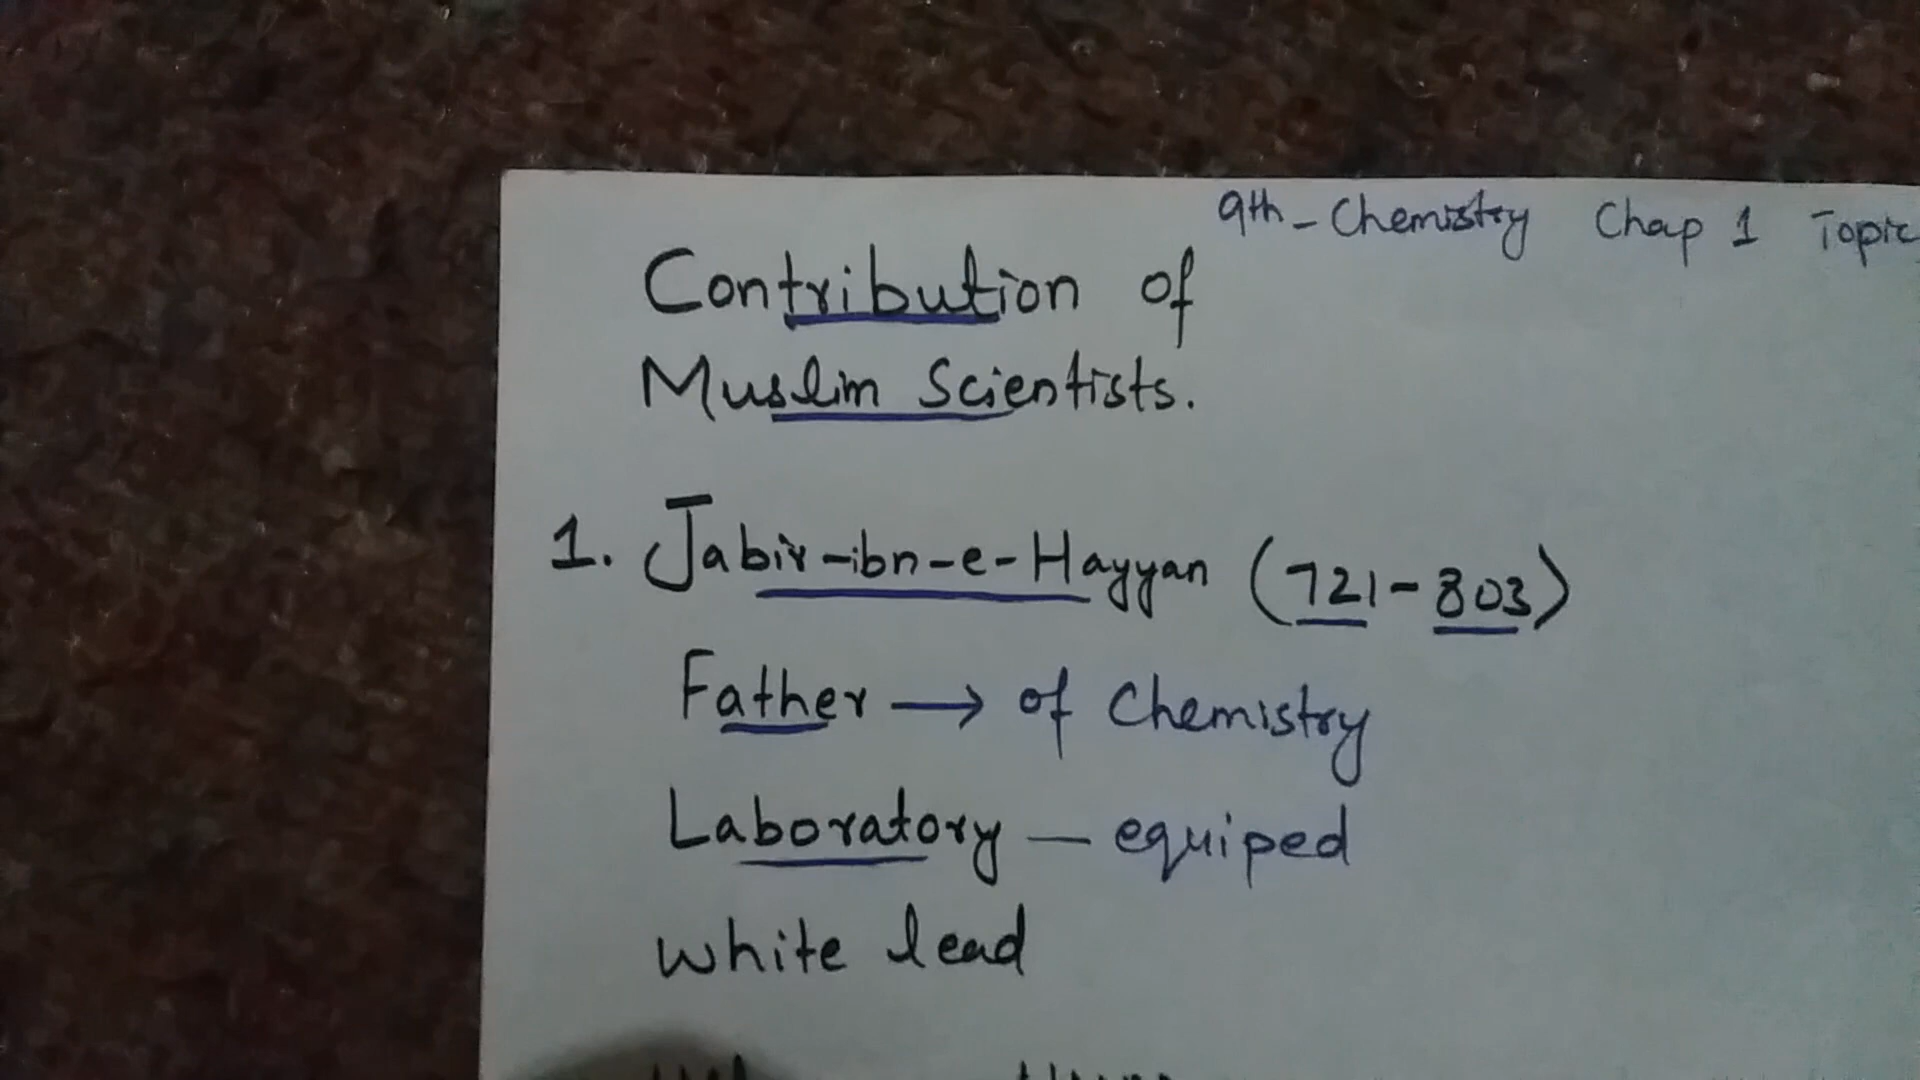 9th - Chemistry Chap 1 Topic
Contribution of
Muslim Scientists.
1. Jabir-ibn-e-Hayyan (721-803)
Father → of Chemistry
Laboratory - equiped
white lead